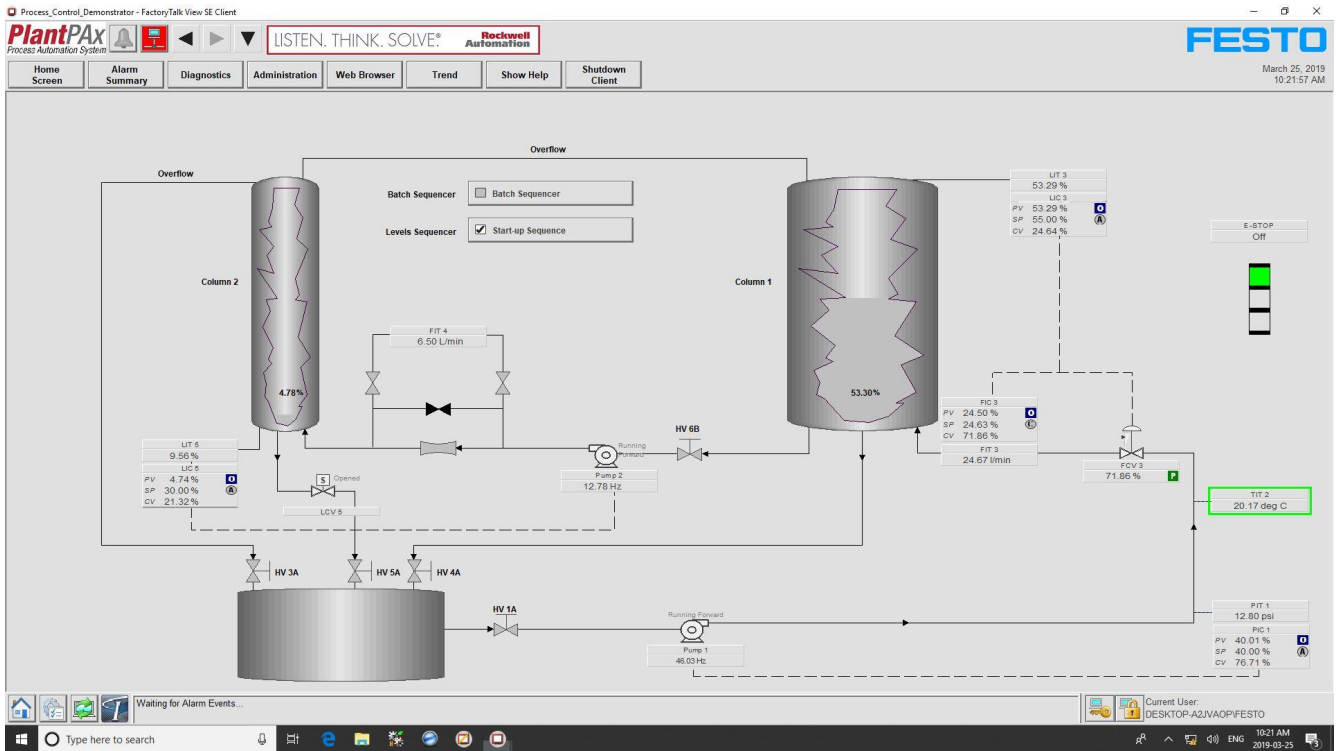 Process_Control_Demonstrator - FactoryTalk View SE Client
PlantPAx
Process Automation System
LISTEN. THINK. SOLVE.®
Rockwell
Automation
FESTO
Home
Screen
Alarm
Summary
Diagnostics
Administration
Web Browser
Trend
Show Help
Shutdown
Client
March 25, 2019
10:21:57 AM
Overflow
Overflow
Batch Sequencer
Batch Sequencer
Levels Sequencer
Start-up Sequence
LIT 3
53.29 %
LIC 3
PV 53.29 % O
SP 55.00 % A
CV 24.64 %
E-STOP
Off
Column 2
Column 1
FIT 4
6.50 L/min
4.78%
53.30%
FIC 3
PV 24.50 % O
SP 24.63 % C
CV 71.86 %
FIT 3
24.67 l/min
HV 6B
Running
Forward
Pump 2
12.78 Hz
FCV 3
71.86 % P
LIT 5
9.56 %
LIC 5
PV 4.74 % O
SP 30.00 % A
CV 21.32 %
S Opened
LCV 5
TIT 2
20.17 deg C
HV 3A
HV 5A
HV 4A
HV 1A
Running Forward
Pump 1
46.03 Hz
PIT 1
12.80 psi
PIC 1
PV 40.01 % O
SP 40.00 % A
CV 76.71 %
Waiting for Alarm Events...
Current User:
DESKTOP-A2JVAOP\FESTO
Type here to search
ENG
10:21 AM
2019-03-25